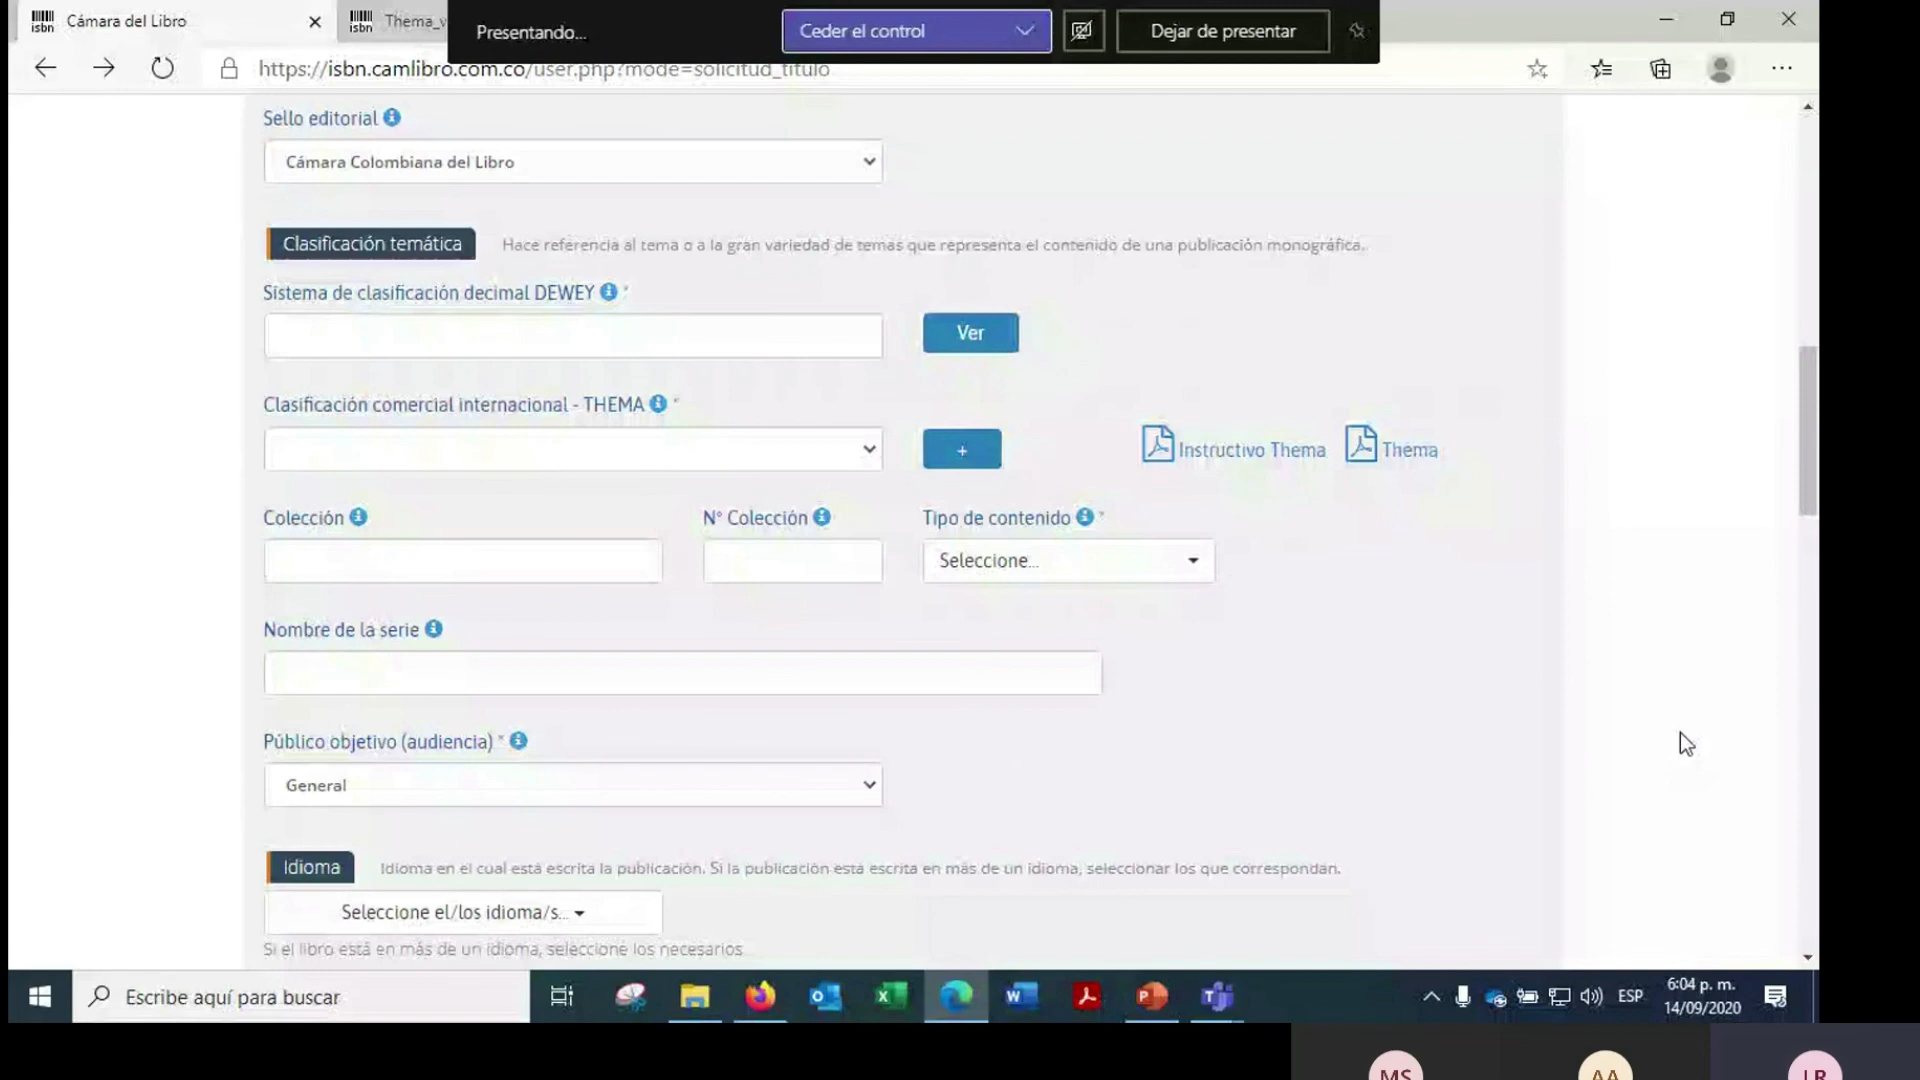 isbn Cámara del Libro
isbn Thema_v
Presentando...
Ceder el control
Dejar de presentar
https://isbn.camlibro.com.co/user.php?mode=solicitud_titulo
Sello editorial
Cámara Colombiana del Libro
Clasificación temática Hace referencia al tema o a la gran variedad de temas que representa el contenido de una publicación monográfica.
Sistema de clasificación decimal DEWEY *
Ver
Clasificación comercial internacional - THEMA *
+ Instructivo Thema Thema
Colección Nº Colección Tipo de contenido *
Seleccione...
Nombre de la serie
Público objetivo (audiencia) *
General
Idioma Idioma en el cual está escrita la publicación. Si la publicación está escrita en más de un idioma, seleccionar los que correspondan.
Seleccione el/los idioma/s...
Si el libro está en más de un idioma, seleccione los necesarios.
Escribe aquí para buscar
ESP
6:04 p. m.
14/09/2020
MS AA LR